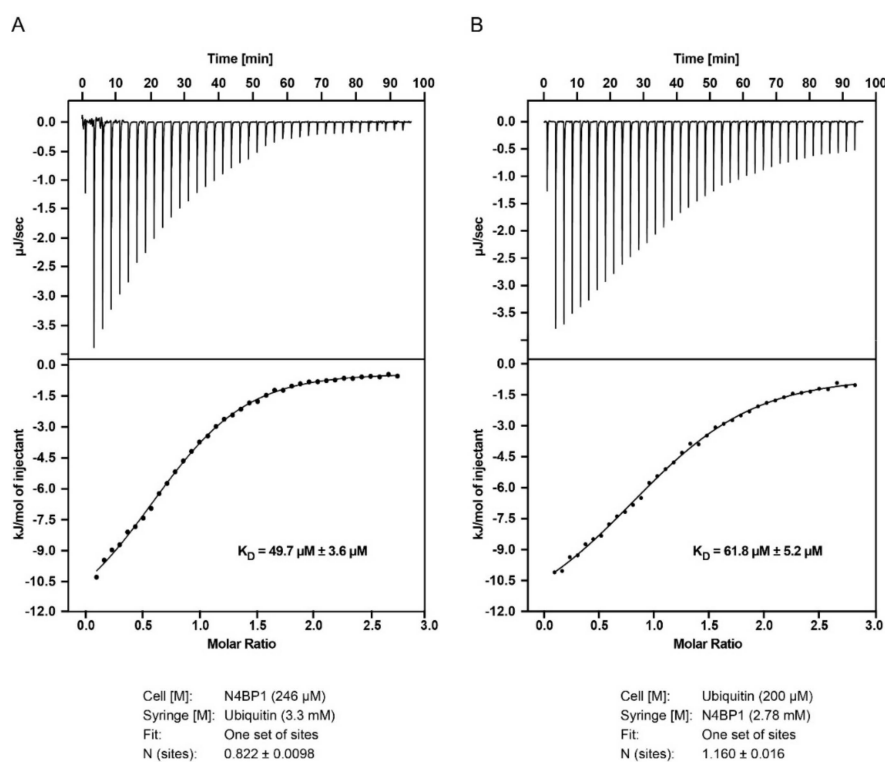 A
Time [min]
0 10 20 30 40 50 60 70 80 90 100
0.0
-0.5
-1.0
-1.5
-2.0
-2.5
-3.0
-3.5
µJ/sec
0.0
-1.5
-3.0
-4.5
-6.0
-7.5
-9.0
-10.5
-12.0
kJ/mol of injectant
K_D = 49.7 µM ± 3.6 µM
0.0 0.5 1.0 1.5 2.0 2.5 3.0
Molar Ratio
Cell [M]: N4BP1 (246 µM)
Syringe [M]: Ubiquitin (3.3 mM)
Fit: One set of sites
N (sites): 0.822 ± 0.0098
B
Time [min]
0 10 20 30 40 50 60 70 80 90 100
0.0
-0.5
-1.0
-1.5
-2.0
-2.5
-3.0
-3.5
µJ/sec
0.0
-1.5
-3.0
-4.5
-6.0
-7.5
-9.0
-10.5
-12.0
kJ/mol of injectant
K_D = 61.8 µM ± 5.2 µM
0.0 0.5 1.0 1.5 2.0 2.5 3.0
Molar Ratio
Cell [M]: Ubiquitin (200 µM)
Syringe [M]: N4BP1 (2.78 mM)
Fit: One set of sites
N (sites): 1.160 ± 0.016